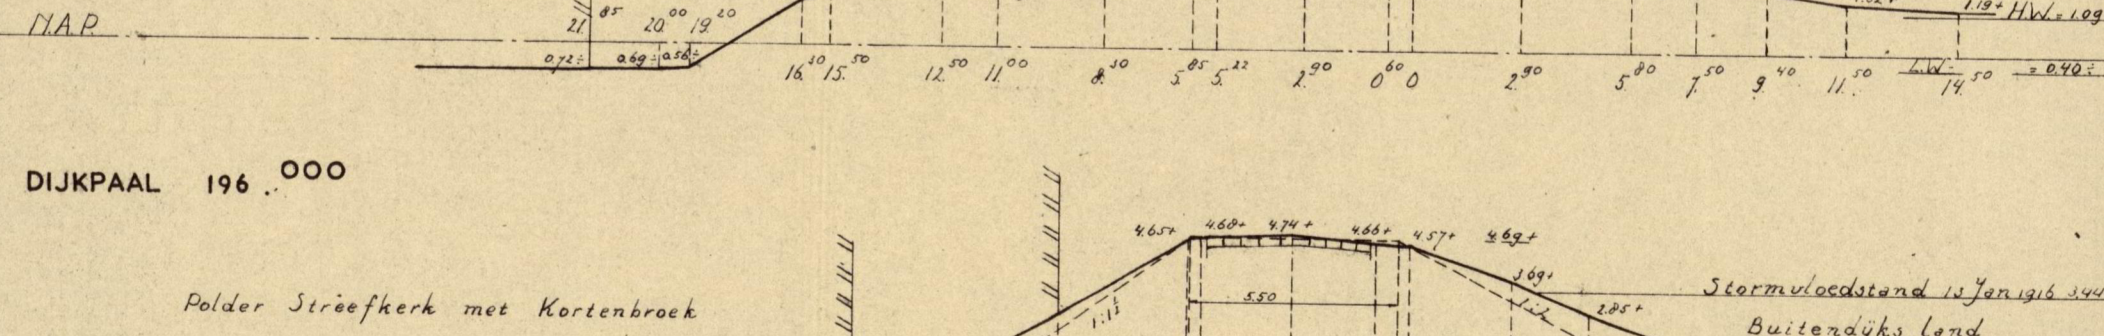 N.A.P.
21.85 20.00 19.20
0.72÷ 0.69÷ 0.56÷
1.19+ H.W. = 1.09
16.30 15.50 12.50 11.00 8.30 5.85 5.22 2.90 0.60 0 2.90 5.80 7.50 9.40 11.50 L.W. = 0.40÷
14.50
DIJKPAAL 196.000
4.65+ 4.68+ 4.74+ 4.66+ 4.57+ 4.69+
3.69+
5.50
2.85+
Stormvloedstand 13 Jan 1916 3.44
Polder Streefkerk met Kortenbroek
Buitendijks land